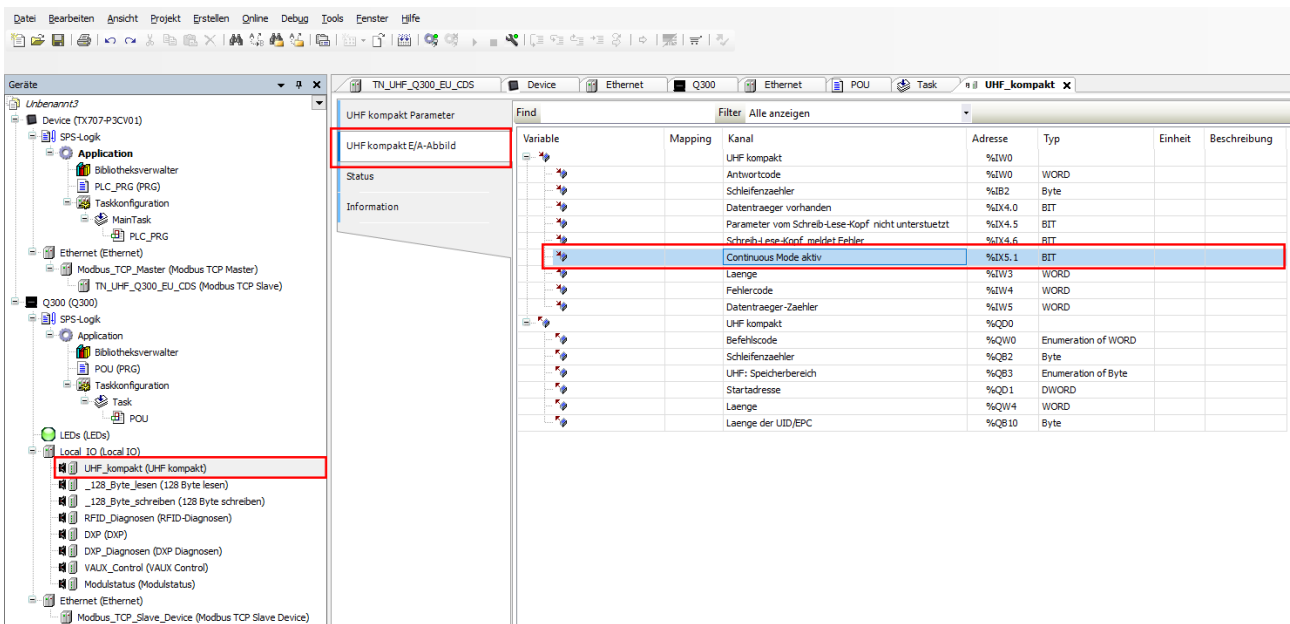 Datei Bearbeiten Ansicht Projekt Erstellen Online Debug Tools Fenster Hilfe
TN_UHF_Q300_EU_CDS Device Ethernet Q300 Ethernet POU Task UHF_kompakt
Geräte
Unbenannt3
Device (TX707-P3CV01)
SPS-Logik
Application
Bibliotheksverwalter
PLC_PRG (PRG)
Taskkonfiguration
MainTask
PLC_PRG
Ethernet (Ethernet)
Modbus_TCP_Master (Modbus TCP Master)
TN_UHF_Q300_EU_CDS (Modbus TCP Slave)
Q300 (Q300)
SPS-Logik
Application
Bibliotheksverwalter
POU (PRG)
Taskkonfiguration
Task
POU
LEDs (LEDs)
Local_IO (Local IO)
UHF_kompakt (UHF kompakt)
_128_Byte_lesen (128 Byte lesen)
_128_Byte_schreiben (128 Byte schreiben)
RFID_Diagnosen (RFID-Diagnosen)
DXP (DXP)
DXP_Diagnosen (DXP Diagnosen)
VAUX_Control (VAUX Control)
Modulstatus (Modulstatus)
Ethernet (Ethernet)
Modbus_TCP_Slave_Device (Modbus TCP Slave Device)
UHF kompakt Parameter
UHF kompakt E/A-Abbild
Status
Information
Find Filter Alle anzeigen
Variable Mapping Kanal Adresse Typ Einheit Beschreibung
UHF kompakt %IW0
Antwortcode %IW0 WORD
Schleifenzaehler %IB2 Byte
Datentraeger vorhanden %IX4.0 BIT
Parameter vom Schreib-Lese-Kopf nicht unterstuetzt %IX4.5 BIT
Schreib-Lese-Kopf meldet Fehler %IX4.6 BIT
Continuous Mode aktiv %IX5.1 BIT
Laenge %IW3 WORD
Fehlercode %IW4 WORD
Datentraeger-Zaehler %IW5 WORD
UHF kompakt %QD0
Befehlscode %QW0 Enumeration of WORD
Schleifenzaehler %QB2 Byte
UHF: Speicherbereich %QB3 Enumeration of Byte
Startadresse %QD1 DWORD
Laenge %QW4 WORD
Laenge der UID/EPC %QB10 Byte